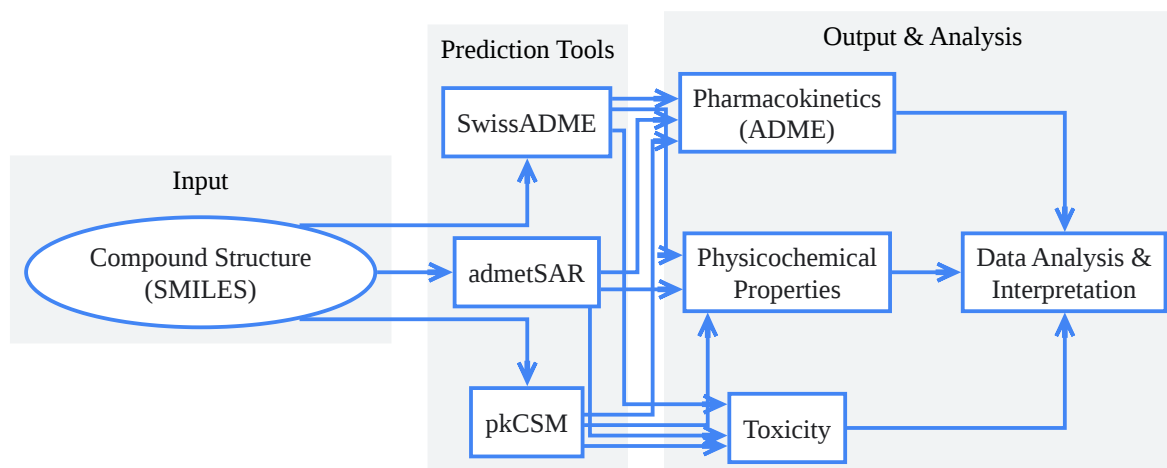 Input
Compound Structure
(SMILES)
Prediction Tools
SwissADME
admetSAR
pkCSM
Output & Analysis
Pharmacokinetics
(ADME)
Physicochemical
Properties
Toxicity
Data Analysis &
Interpretation